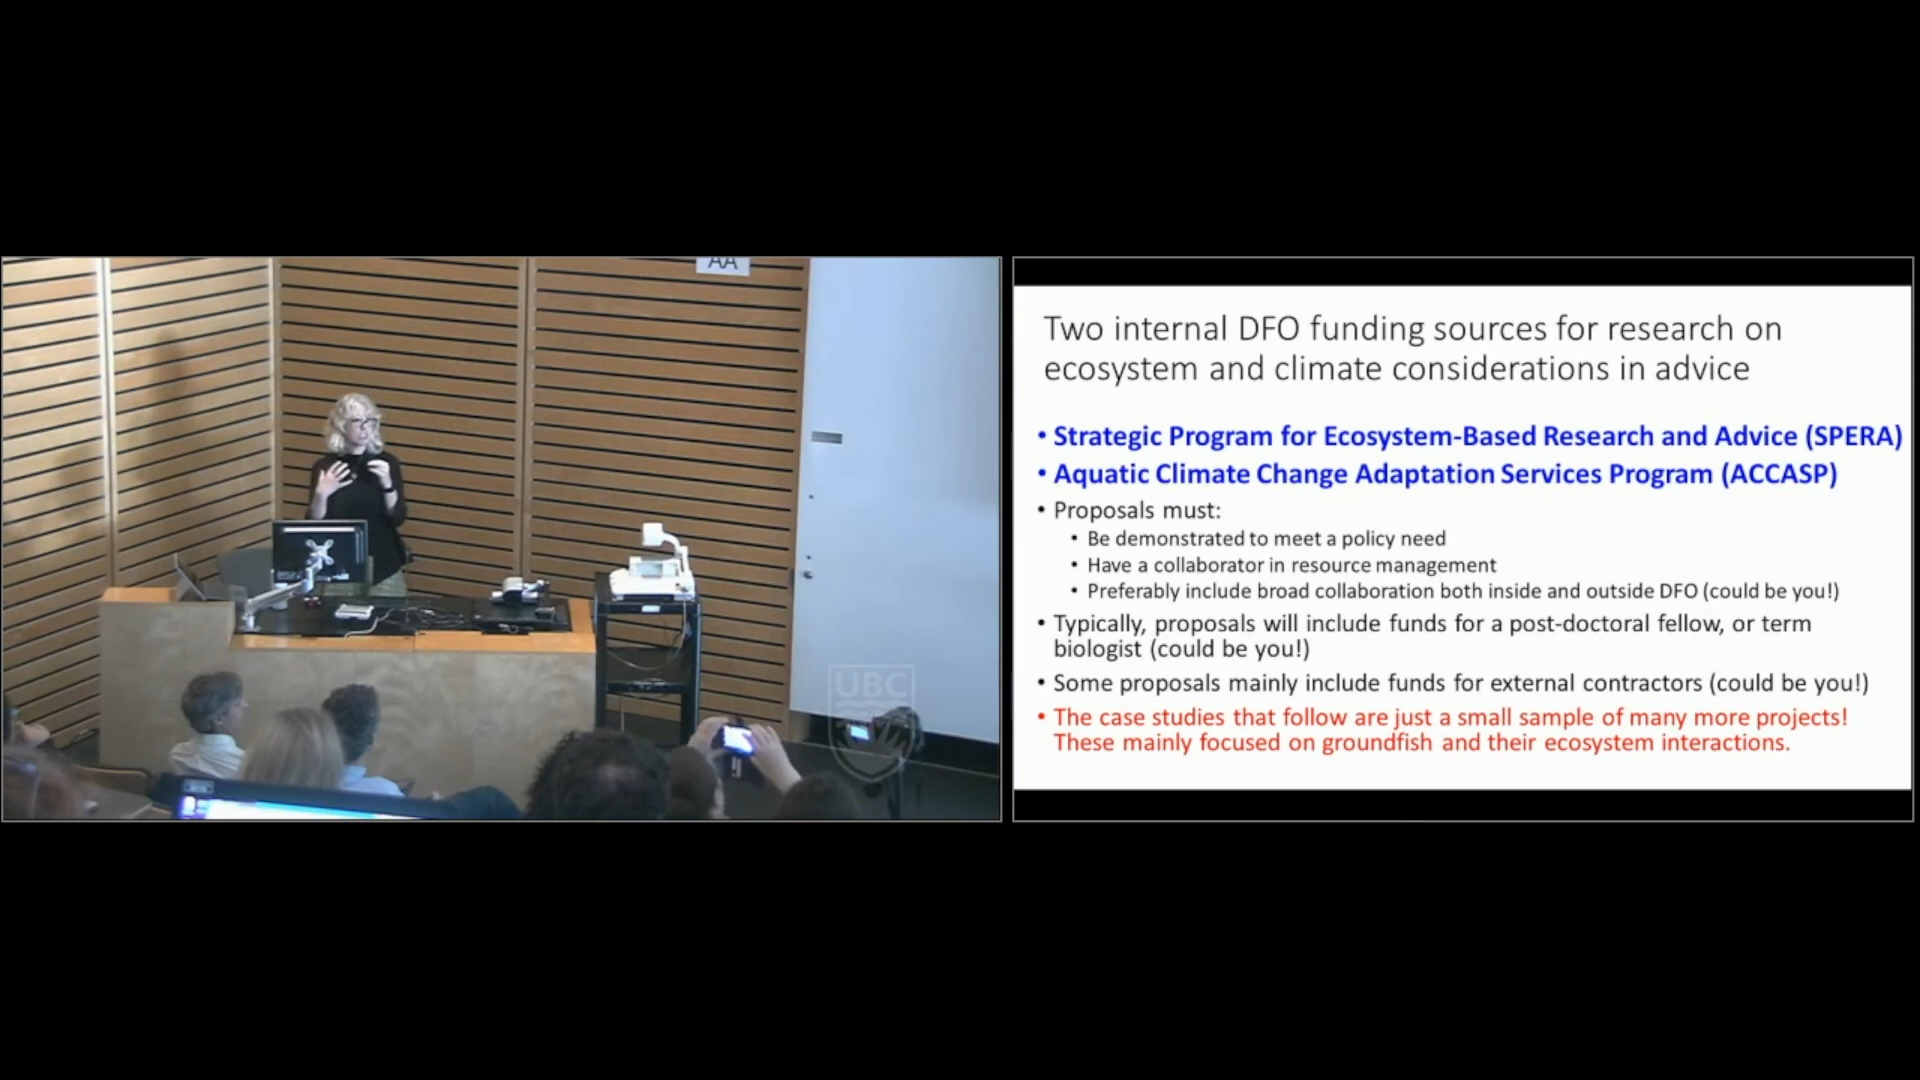 AA
UBC
Two internal DFO funding sources for research on
ecosystem and climate considerations in advice
• Strategic Program for Ecosystem-Based Research and Advice (SPERA)
• Aquatic Climate Change Adaptation Services Program (ACCASP)
• Proposals must:
• Be demonstrated to meet a policy need
• Have a collaborator in resource management
• Preferably include broad collaboration both inside and outside DFO (could be you!)
• Typically, proposals will include funds for a post-doctoral fellow, or term
biologist (could be you!)
• Some proposals mainly include funds for external contractors (could be you!)
• The case studies that follow are just a small sample of many more projects!
These mainly focused on groundfish and their ecosystem interactions.